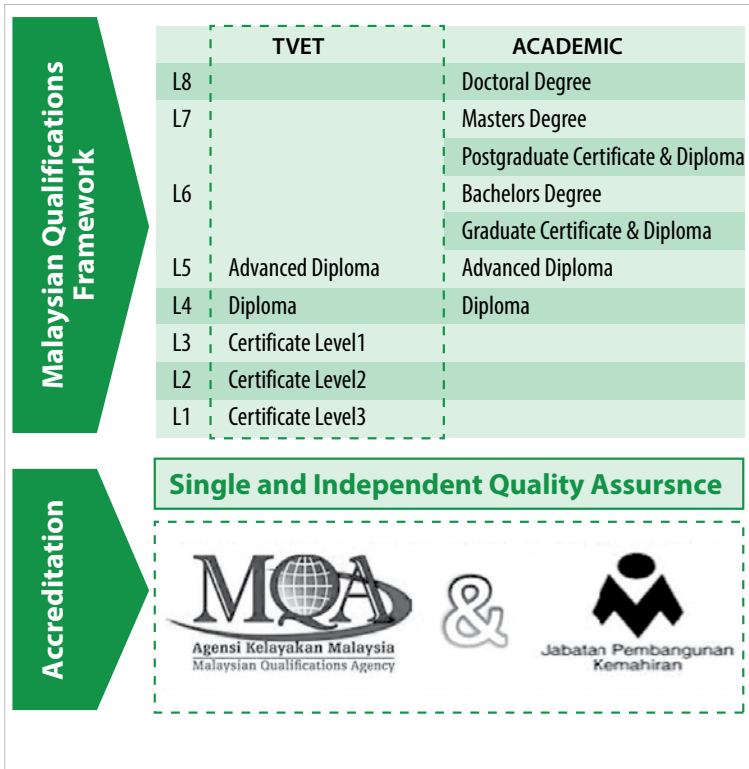 Malaysian Qualifications
Framework
TVET ACADEMIC
L8 Doctoral Degree
L7 Masters Degree
Postgraduate Certificate & Diploma
L6 Bachelors Degree
Graduate Certificate & Diploma
L5 Advanced Diploma Advanced Diploma
L4 Diploma Diploma
L3 Certificate Level1
L2 Certificate Level2
L1 Certificate Level3
Accreditation
Single and Independent Quality Assursnce
MQA
Agensi Kelayakan Malaysia
Malaysian Qualifications Agency
&
Jabatan Pembangunan
Kemahiran